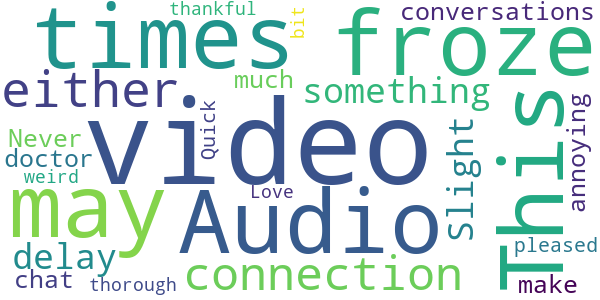 thankful
bit
conversations
times
froze
either
much
something
This
video
Quick
annoying
Never
doctor
weird
Slight
may
Love
Audio
delay
connection
pleased
chat
thorough
make